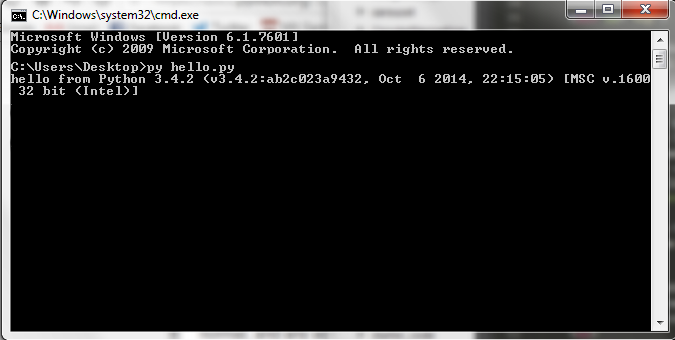 C:\Windows\system32\cmd.exe
Microsoft Windows [Version 6.1.7601]
Copyright (c) 2009 Microsoft Corporation.  All rights reserved.
C:\Users\Desktop>py hello.py
hello from Python 3.4.2 (v3.4.2:ab2c023a9432, Oct  6 2014, 22:15:05) [MSC v.1600
 32 bit (Intel)]